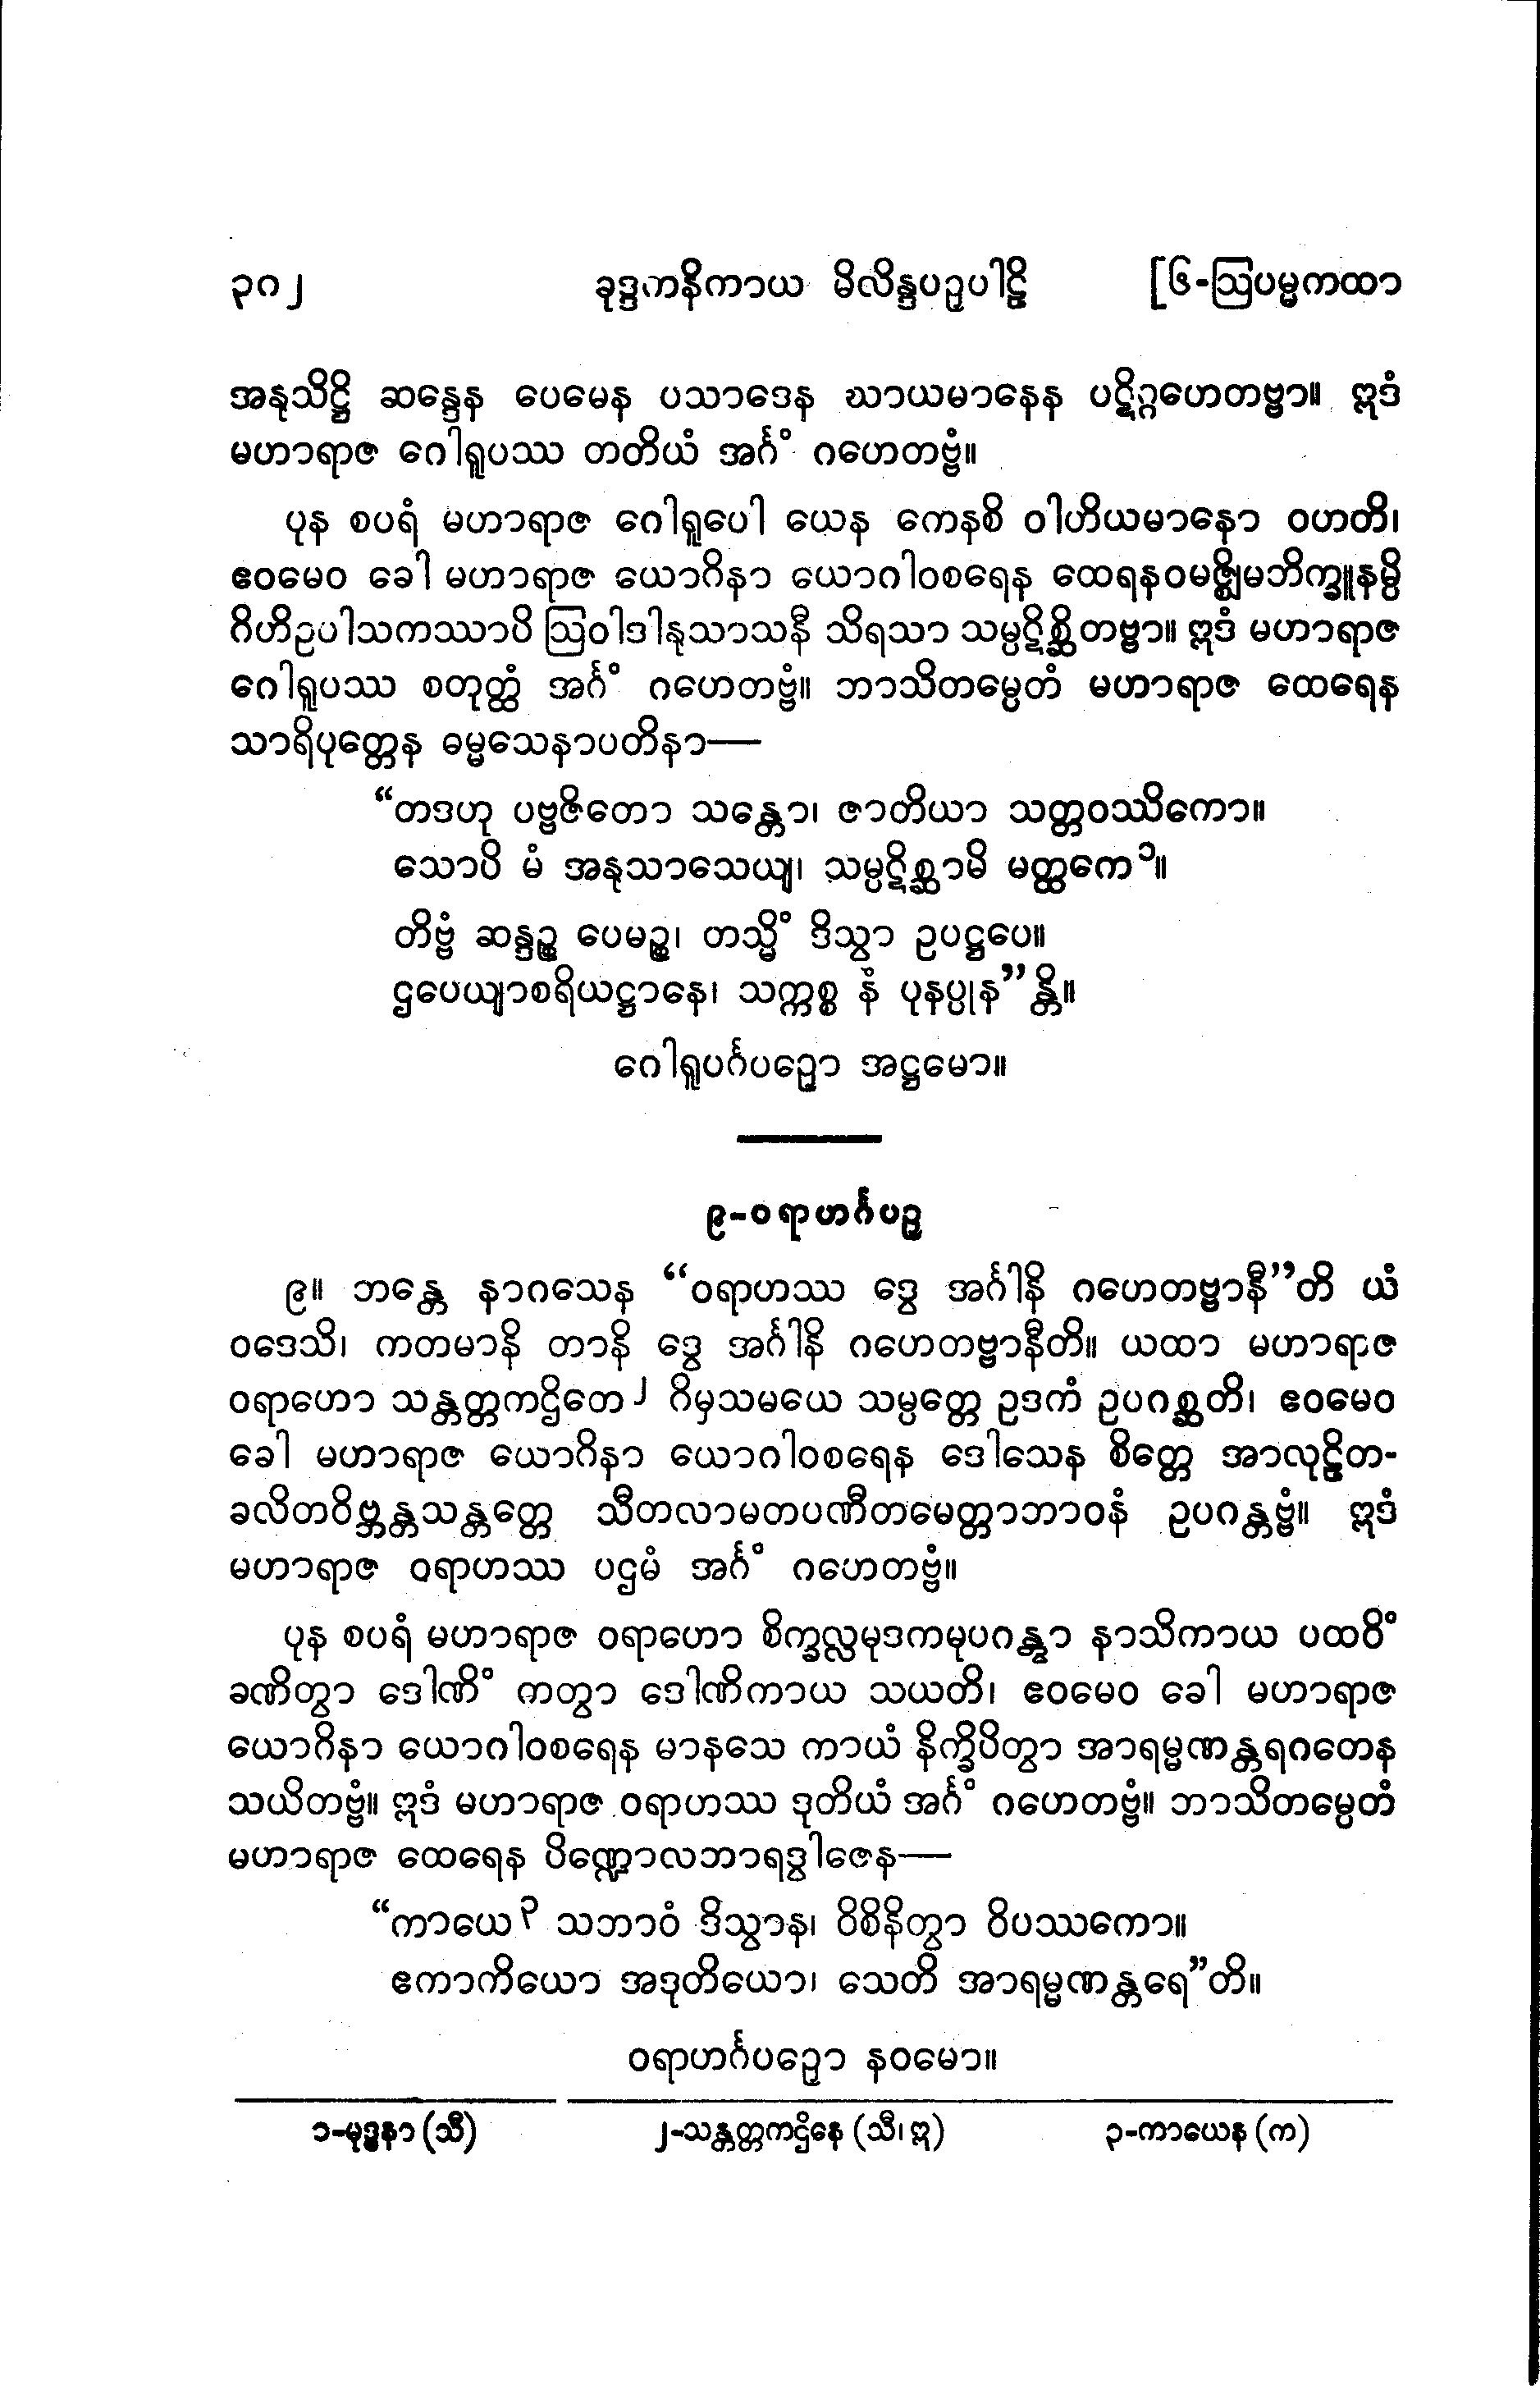 ၃၈၂ ခုဒ္ဒကနိကာယ မိလိန္ဒပဉှပါဠိ [၆-ဩပမ္မကထာ
အနုသိဋ္ဌိ ဆန္ဒေန ပေမေန ပသာဒေန ဃာယမာနေန ပဋိဂ္ဂဟေတဗ္ဗာ။ ဣဒံ
မဟာရာဇ ဂေါရူပဿ တတိယံ အင်္ဂံ ဂဟေတဗ္ဗံ။
ပုန စပရံ မဟာရာဇ ဂေါရူပေါ ယေန ကေနစိ ဝါဟိယမာနော ဝဟတိ၊
ဧဝမေဝ ခေါ မဟာရာဇ ယောဂိနာ ယောဂါဝစရေန ထေရနဝမဇ္ဈိမဘိက္ခူနမ္ပိ
ဂိဟိဥပါသကဿာပိ ဩဝါဒါနုသာသနီ သိရသာ သမ္ပဋိစ္ဆိတဗ္ဗာ။ ဣဒံ မဟာရာဇ
ဂေါရူပဿ စတုတ္ထံ အင်္ဂံ ဂဟေတဗ္ဗံ။ ဘာသိတမ္ပေတံ မဟာရာဇ ထေရေန
သာရိပုတ္တေန ဓမ္မသေနာပတိနာ—
“တဒဟု ပဗ္ဗဇိတော သန္တော၊ ဇာတိယာ သတ္တဝဿိကော။
သောပိ မံ အနုသာသေယျ၊ သမ္ပဋိစ္ဆာမိ မတ္ထကေ၁။
တိဗ္ဗံ ဆန္ဒဉ္စ ပေမဉ္စ၊ တသ္မိံ ဒိသွာ ဥပဋ္ဌပေ။
ဌပေယျာစရိယဋ္ဌာနေ၊ သက္ကစ္စ နံ ပုနပ္ပုန”န္တိ။
ဂေါရူပင်္ဂပဉှော အဋ္ဌမော။
၉-ဝရာဟင်္ဂပဉှ
၉။ ဘန္တေ နာဂသေန “ဝရာဟဿ ဒွေ အင်္ဂါနိ ဂဟေတဗ္ဗာနီ”တိ ယံ
ဝဒေသိ၊ ကတမာနိ တာနိ ဒွေ အင်္ဂါနိ ဂဟေတဗ္ဗာနီတိ။ ယထာ မဟာရာဇ
ဝရာဟော သန္တတ္တကဌိတေ၂ ဂိမှသမယေ သမ္ပတ္တေ ဥဒကံ ဥပဂစ္ဆတိ၊ ဧဝမေဝ
ခေါ မဟာရာဇ ယောဂိနာ ယောဂါဝစရေန ဒေါသေန စိတ္တေ အာလုဠိတ-
ခလိတဝိဗ္ဘန္တသန္တတ္တေ သီတလာမတပဏီတမေတ္တာဘာဝနံ ဥပဂန္တဗ္ဗံ။ ဣဒံ
မဟာရာဇ ဝရာဟဿ ပဌမံ အင်္ဂံ ဂဟေတဗ္ဗံ။
ပုန စပရံ မဟာရာဇ ဝရာဟော စိက္ခလ္လမုဒကမုပဂန္တွာ နာသိကာယ ပထဝိံ
ခဏိတွာ ဒေါဏိံ ကတွာ ဒေါဏိကာယ သယတိ၊ ဧဝမေဝ ခေါ မဟာရာဇ
ယောဂိနာ ယောဂါဝစရေန မာနသေ ကာယံ နိက္ခိပိတွာ အာရမ္မဏန္တရဂတေန
သယိတဗ္ဗံ။ ဣဒံ မဟာရာဇ ဝရာဟဿ ဒုတိယံ အင်္ဂံ ဂဟေတဗ္ဗံ။ ဘာသိတမ္ပေတံ
မဟာရာဇ ထေရေန ပိဏ္ဍောလဘာရဒွါဇေန—
“ကာယေ၃ သဘာဝံ ဒိသွာန၊ ဝိစိနိတွာ ဝိပဿကော။
ဧကာကိယော အဒုတိယော၊ သေတိ အာရမ္မဏန္တရေ”တိ။
ဝရာဟင်္ဂပဉှော နဝမော။
၁-မုဒ္ဓနာ (သီ) ၂-သန္တတ္တကဌိနေ (သီ၊ဣ) ၃-ကာယေန (က)